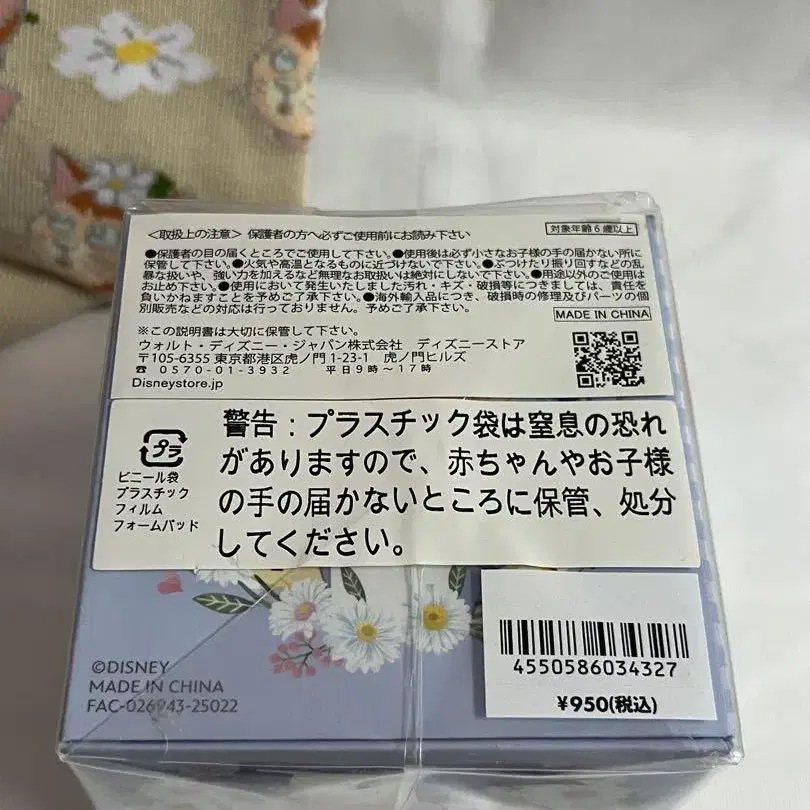 <取扱上の注意> 保護者の方へ必ずご使用前にお読み下さい
対象年齢6歳以上
●保護者の目の届くところでご使用して下さい。●使用後は必ず小さなお子様の手の届かない所に
保管して下さい。●火気や高温となるものに近づけないで下さい。●ぶつけたり振り回すなどの乱
暴な扱いや、強い力を加えるなど無理なお取扱いは絶対にしないで下さい。●用途以外のご使用は
お止め下さい。●使用において発生いたしました汚れ・キズ・破損等につきましては、責任を
負いかねますことを予めご了承下さい。●海外輸入品につき、破損時の修理及びパーツの個
別販売などの対応は行っておりません。予めご了承下さい。
MADE IN CHINA
※この説明書は大切に保管して下さい。
ウォルト・ディズニー・ジャパン株式会社 ディズニーストア
〒105-6355 東京都港区虎ノ門 1-23-1 虎ノ門ヒルズ
☎ 0570-01-3932 平日9時~17時
Disneystore.jp
プラ
ビニール袋
プラスチック
フィルム
フォームパッド
警告:プラスチック袋は窒息の恐れ
がありますので、赤ちゃんやお子様
の手の届かないところに保管、処分
してください。
©DISNEY
MADE IN CHINA
FAC-026943-25022
4550586034327
¥950(税込)